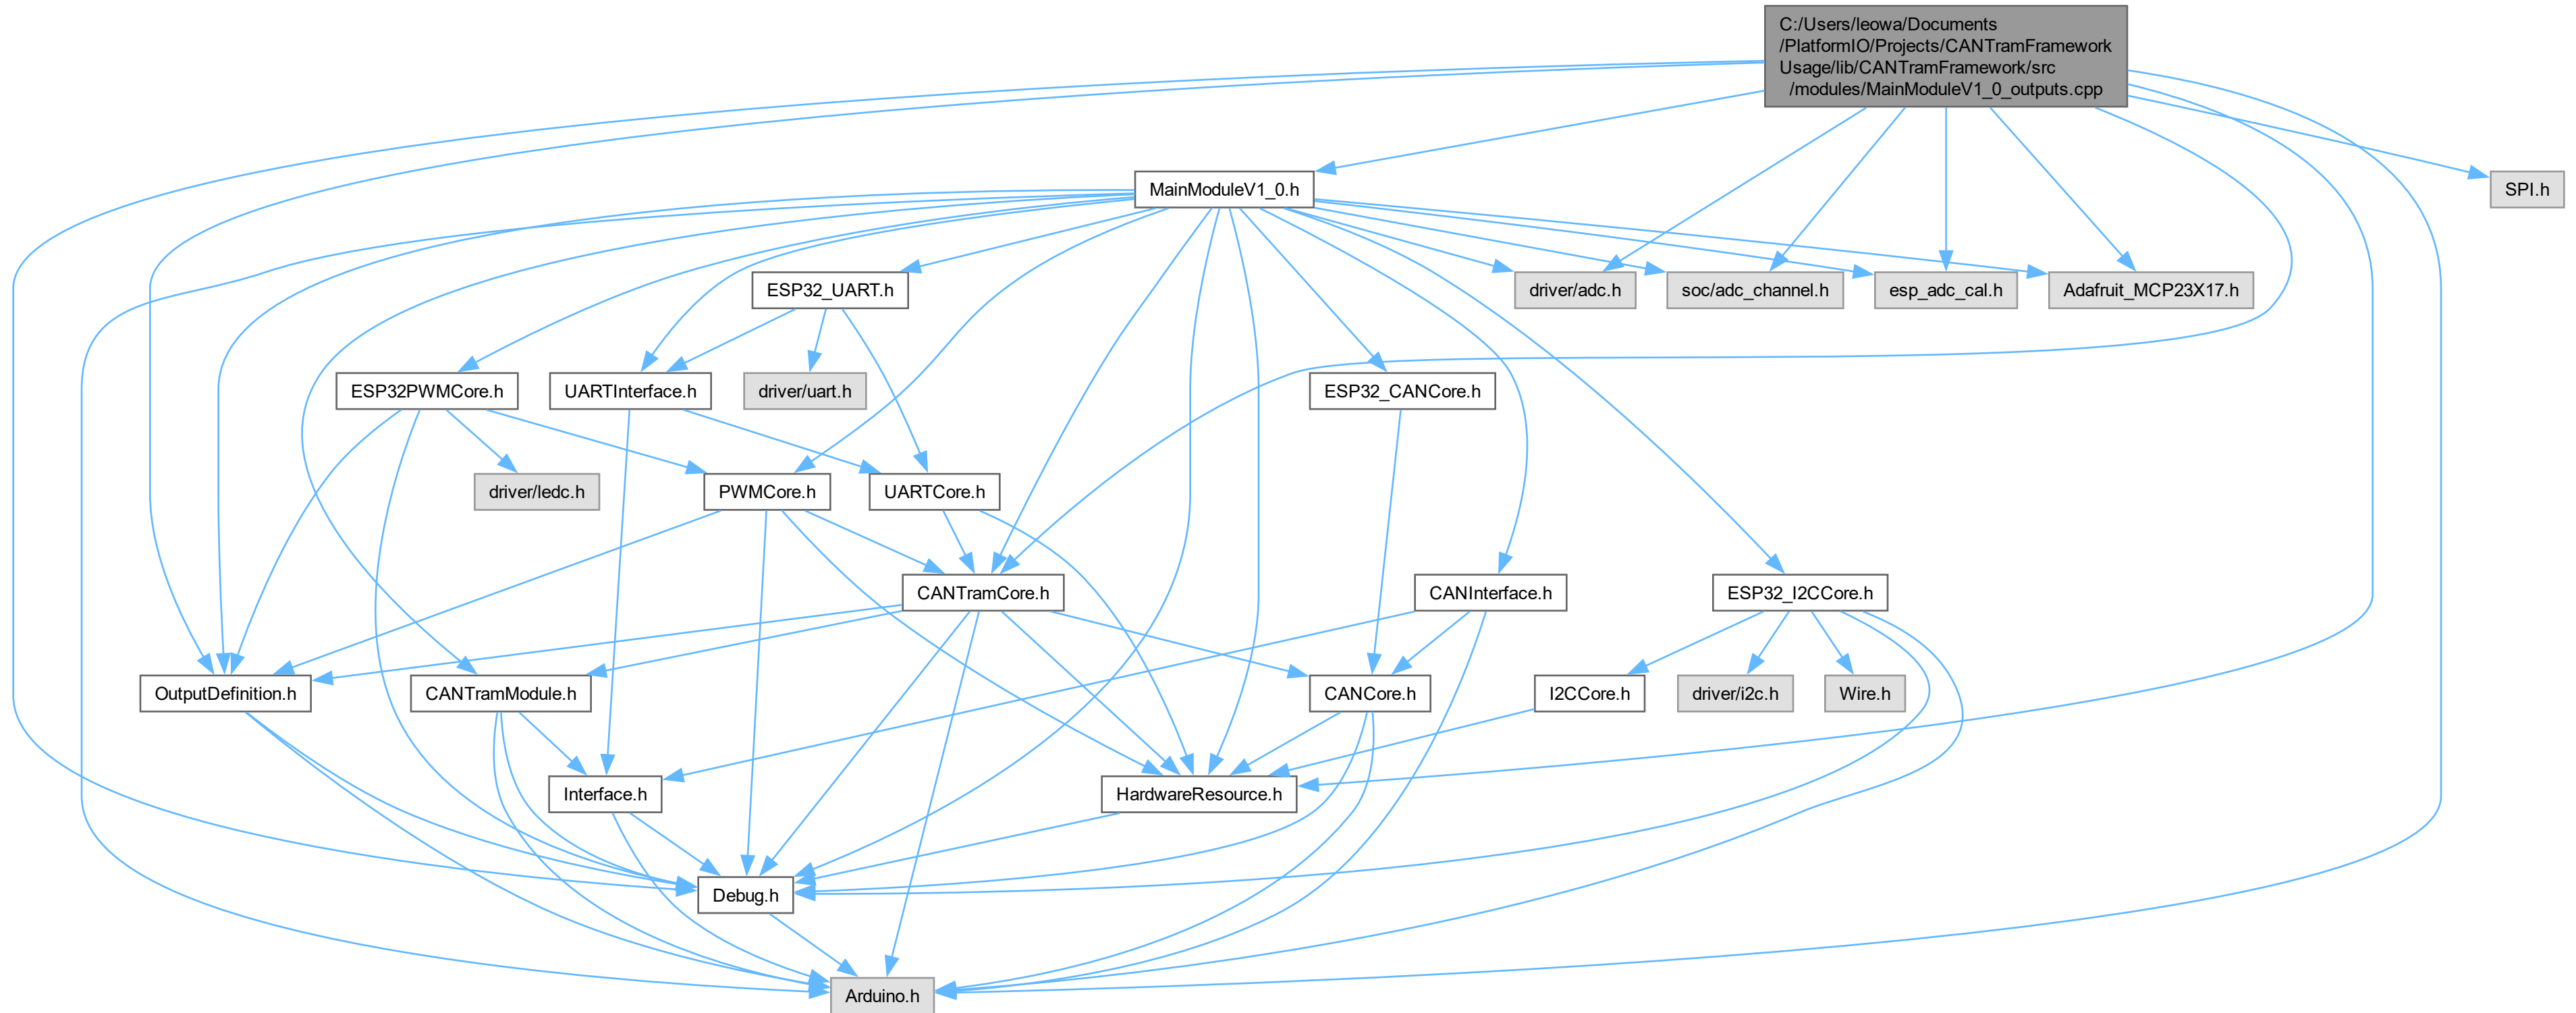 C:/Users/leowa/Documents
/PlatformIO/Projects/CANTramFramework
Usage/lib/CANTramFramework/src
/modules/MainModuleV1_0_outputs.cpp
MainModuleV1_0.h
SPI.h
ESP32_UART.h
driver/adc.h
soc/adc_channel.h
esp_adc_cal.h
Adafruit_MCP23X17.h
ESP32PWMCore.h
UARTInterface.h
driver/uart.h
ESP32_CANCore.h
driver/ledc.h
PWMCore.h
UARTCore.h
CANTramCore.h
CANInterface.h
ESP32_I2CCore.h
OutputDefinition.h
CANTramModule.h
CANCore.h
I2CCore.h
driver/i2c.h
Wire.h
Interface.h
HardwareResource.h
Debug.h
Arduino.h